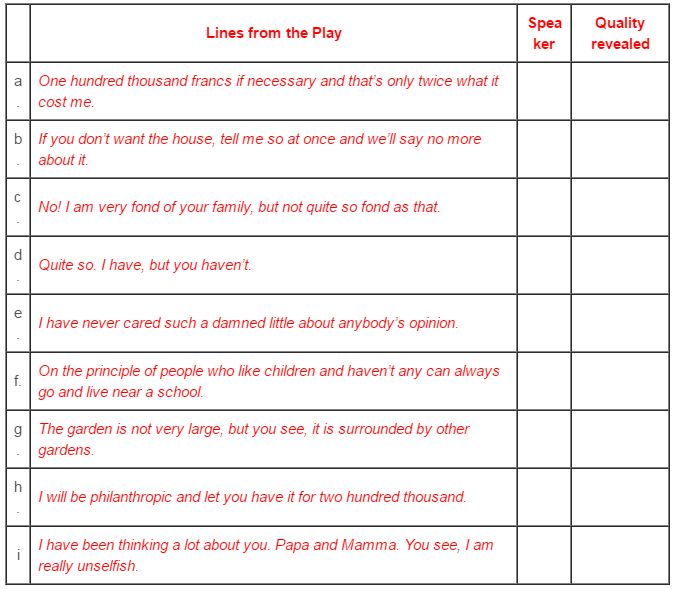 Lines from the Play
Spea
ker
Quality
revealed
a
.
One hundred thousand francs if necessary and that's only twice what it
cost me.
b
.
If you don't want the house, tell me so at once and we'll say no more
about it.
c
.
No! I am very fond of your family, but not quite so fond as that.
d
.
Quite so. I have, but you haven't.
e
.
I have never cared such a damned little about anybody's opinion.
f.
On the principle of people who like children and haven't any can always
go and live near a school.
g
.
The garden is not very large, but you see, it is surrounded by other
gardens.
h
.
I will be philanthropic and let you have it for two hundred thousand.
i
I have been thinking a lot about you. Papa and Mamma. You see, I am
really unselfish.